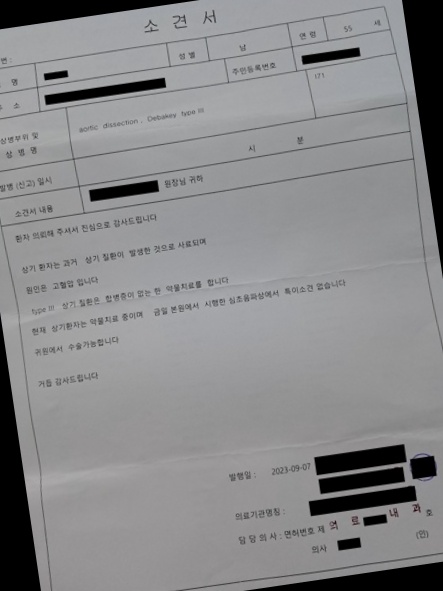 소 견 서
번 :
명 성 별 남 연 령 55 세
소 주민등록번호
상병부위 및
상 병 명 aortic dissection , Debakey type III (기)
발병 (신고) 일시 시 분
소견서 내용 원장님 귀하
환자 의뢰해 주셔서 진심으로 감사드립니다
상기 환자는 과거 상기 질환이 발생한 것으로 사료되며
원인은 고혈압 입니다
type III 상기 질환은 합병증이 없는 한 약물치료를 합니다
현재 상기환자는 약물치료 중이며 금일 본원에서 시행한 심초음파상에서 특이소견 없습니다
귀원에서 수술가능합니다
거듭 감사드립니다
발행일 : 2023-09-07
의료기관명칭 :
담 당 의 사 : 면허번호 제 의 료 내 과 호
의사 (인)